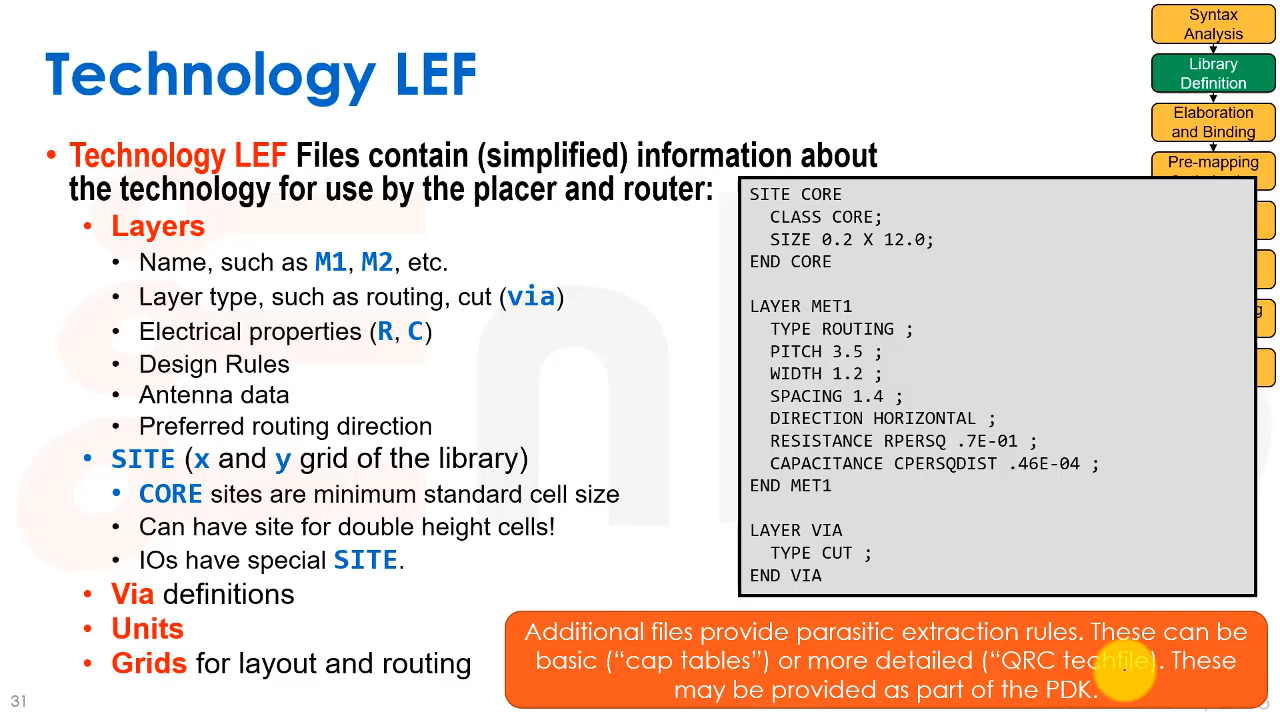 Technology LEF
• Technology LEF Files contain (simplified) information about
the technology for use by the placer and router:
• Layers
• Name, such as M1, M2, etc.
• Layer type, such as routing, cut (via)
• Electrical properties (R, C)
• Design Rules
• Antenna data
• Preferred routing direction
• SITE (x and y grid of the library)
• CORE sites are minimum standard cell size
• Can have site for double height cells!
• IOs have special SITE.
• Via definitions
• Units
• Grids for layout and routing
SITE CORE
CLASS CORE;
SIZE 0.2 X 12.0;
END CORE
LAYER MET1
TYPE ROUTING ;
PITCH 3.5 ;
WIDTH 1.2 ;
SPACING 1.4 ;
DIRECTION HORIZONTAL ;
RESISTANCE RPERSQ .7E-01 ;
CAPACITANCE CPERSQDIST .46E-04 ;
END MET1
LAYER VIA
TYPE CUT ;
END VIA
Additional files provide parasitic extraction rules. These can be
basic (“cap tables”) or more detailed (“QRC techfile). These
may be provided as part of the PDK.
Syntax
Analysis
Library
Definition
Elaboration
and Binding
Pre-mapping
31